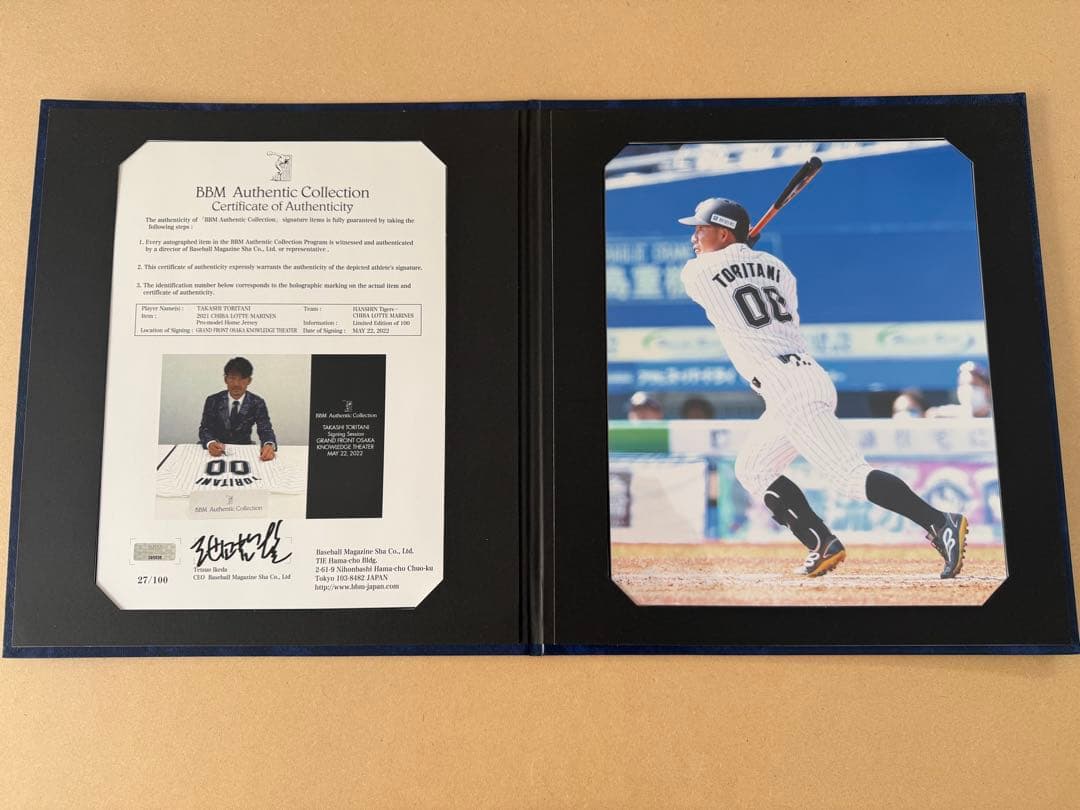 BBM Authentic Collection
Certificate of Authenticity
The authenticity of 「BBM Authentic Collection」 signature items is fully guaranteed by taking the
following steps :
1. Every autographed item in the BBM Authentic Collection Program is witnessed and authenticated
by a director of Baseball Magazine Sha Co., Ltd. or representative .
2. This certificate of authenticity expressly warrants the authenticity of the depicted athlete's signature.
3. The identification number below corresponds to the holographic marking on the actual item and
certificate of authenticity.
Player Name(s) : TAKASHI TORITANI Team : HANSHIN Tigers -
CHIBA LOTTE MARINES
Item : 2021 CHIBA LOTTE MARINES
Pro-model Home Jersey Information : Limited Edition of 100
Location of Signing : GRAND FRONT OSAKA KNOWLEDGE THEATER Date of Signing : MAY 22, 2022
BBM Authentic Collection
TAKASHI TORITANI
Signing Session
GRAND FRONT OSAKA
KNOWLEDGE THEATER
MAY 22, 2022
TORITANI
00
BBM Authentic Collection
27/100
Tetsuo Ikeda
CEO Baseball Magazine Sha Co., Ltd
Baseball Magazine Sha Co., Ltd.
TIE Hama-cho Bldg.
2-61-9 Nihonbashi Hama-cho Chuo-ku
Tokyo 103-8482 JAPAN
http://www.bbm-japan.com
TORITANI
00
B